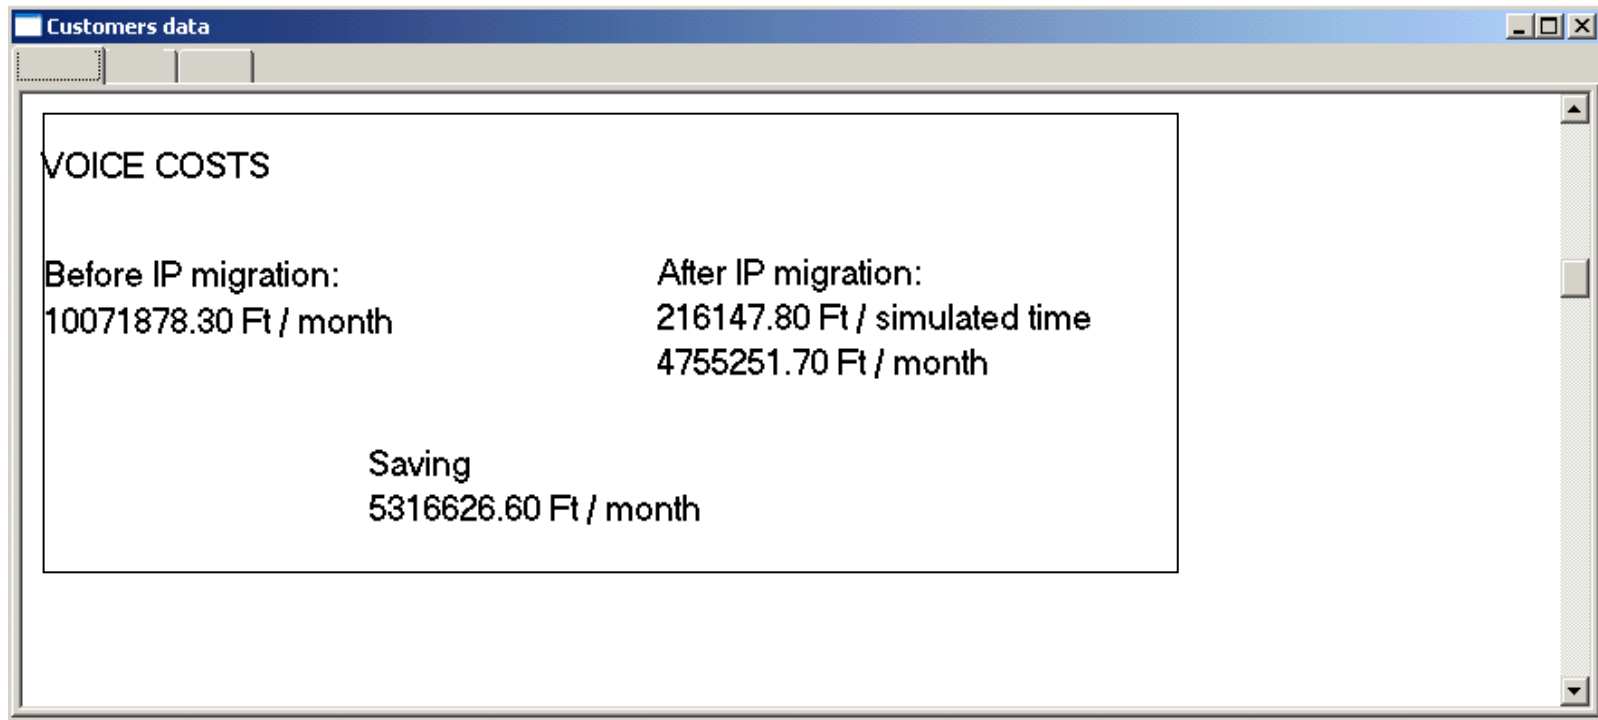 Customers data
VOICE COSTS
Before IP migration:
10071878.30 Ft / month
After IP migration:
216147.80 Ft / simulated time
4755251.70 Ft / month
Saving
5316626.60 Ft / month